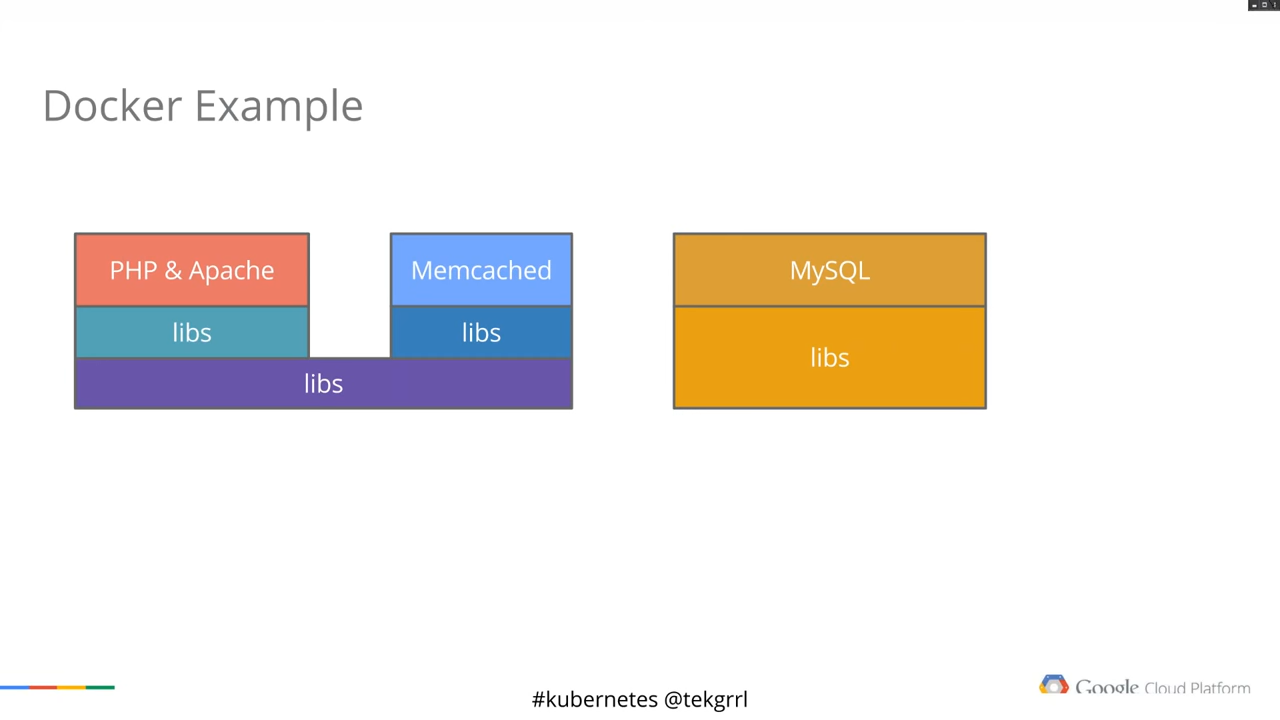 Docker Example
PHP & Apache
Memcached
MySQL
libs
libs
libs
libs
#kubernetes @tekgrrl
Google Cloud Platform